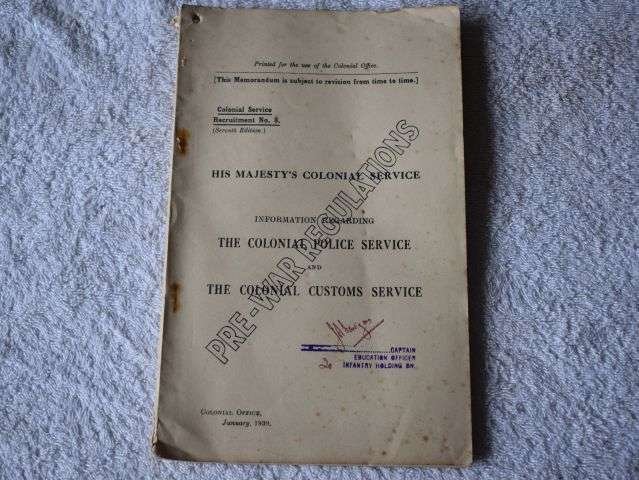 Printed for the use of the Colonial Office.
[This Memorandum is subject to revision from time to time.]
Colonial Service
Recruitment No. 8.
(Seventh Edition.)
HIS MAJESTY'S COLONIAL SERVICE
INFORMATION REGARDING
THE COLONIAL POLICE SERVICE
AND
THE COLONIAL CUSTOMS SERVICE
PRE-WAR REGULATIONS
CAPTAIN
EDUCATION OFFICER
INFANTRY HOLDING BN.
COLONIAL OFFICE,
January, 1939.